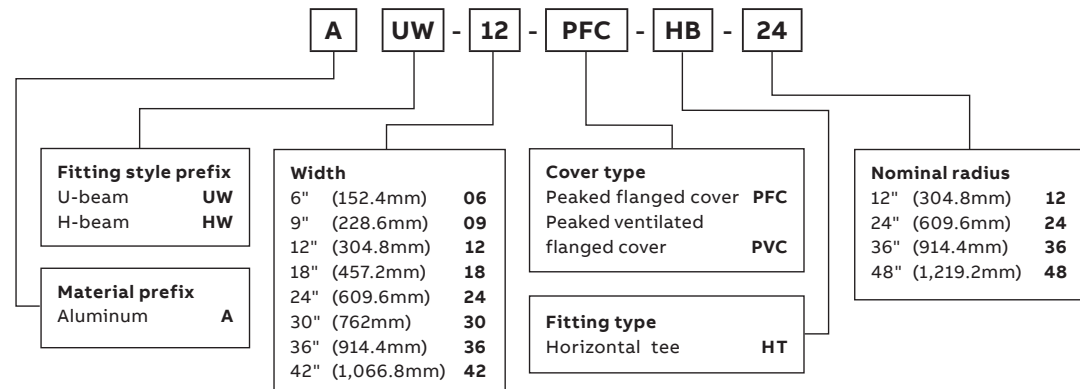 A UW - 12 - PFC - HB - 24
Fitting style prefix
U-beam UW
H-beam HW
Material prefix
Aluminum A
Width
6" (152.4mm) 06
9" (228.6mm) 09
12" (304.8mm) 12
18" (457.2mm) 18
24" (609.6mm) 24
30" (762mm) 30
36" (914.4mm) 36
42" (1,066.8mm) 42
Cover type
Peaked flanged cover PFC
Peaked ventilated
flanged cover PVC
Fitting type
Horizontal tee HT
Nominal radius
12" (304.8mm) 12
24" (609.6mm) 24
36" (914.4mm) 36
48" (1,219.2mm) 48